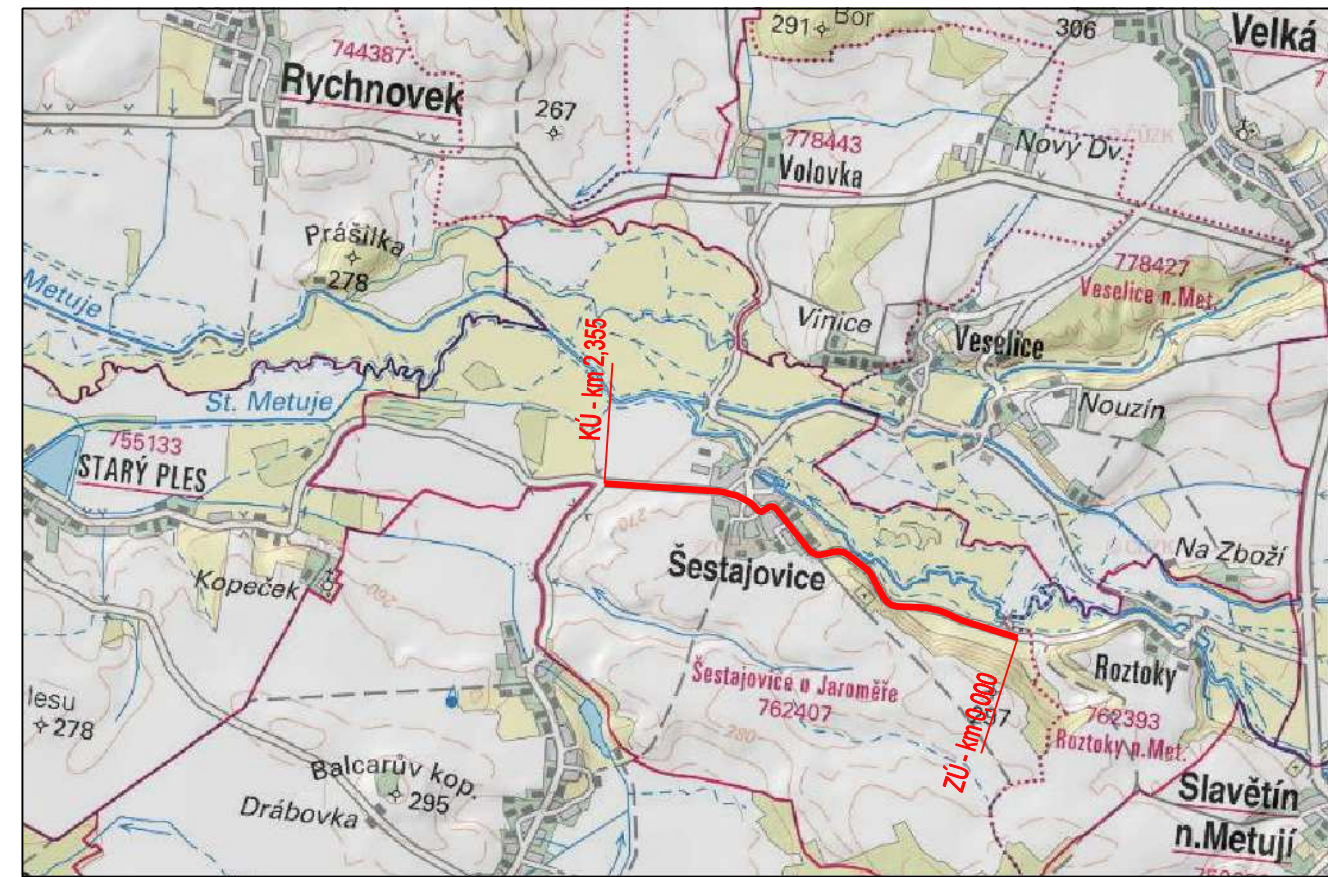 291 Bor
306
Velká
744387
Rychnovek
267
778443
Volovka
Nový Dv.
Prášilka
278
Metuje
778427
Veselice n.Met.
Vinice
Veselice
KÚ - km 2,355
St. Metuje
Nouzín
755133
STARÝ PLES
270
Na Zboží
Kopeček
260
Šestajovice
Roztoky
Šestajovice u Jaroměře
762407
ZÚ - km 0,000
762393
Roztoky n.Met.
lesu
278
280
Balcarův kop.
295
Drábovka
Slavětín
n.Metují